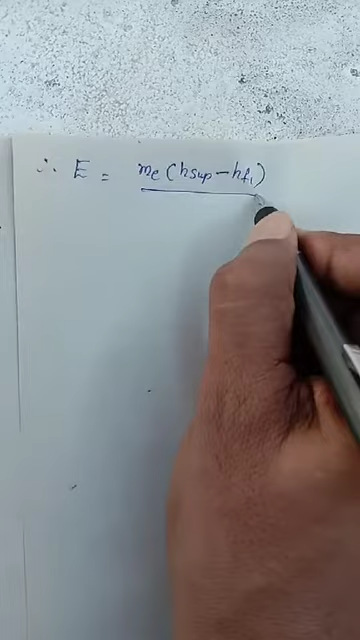 ∴ E = me (hsup - hf1)